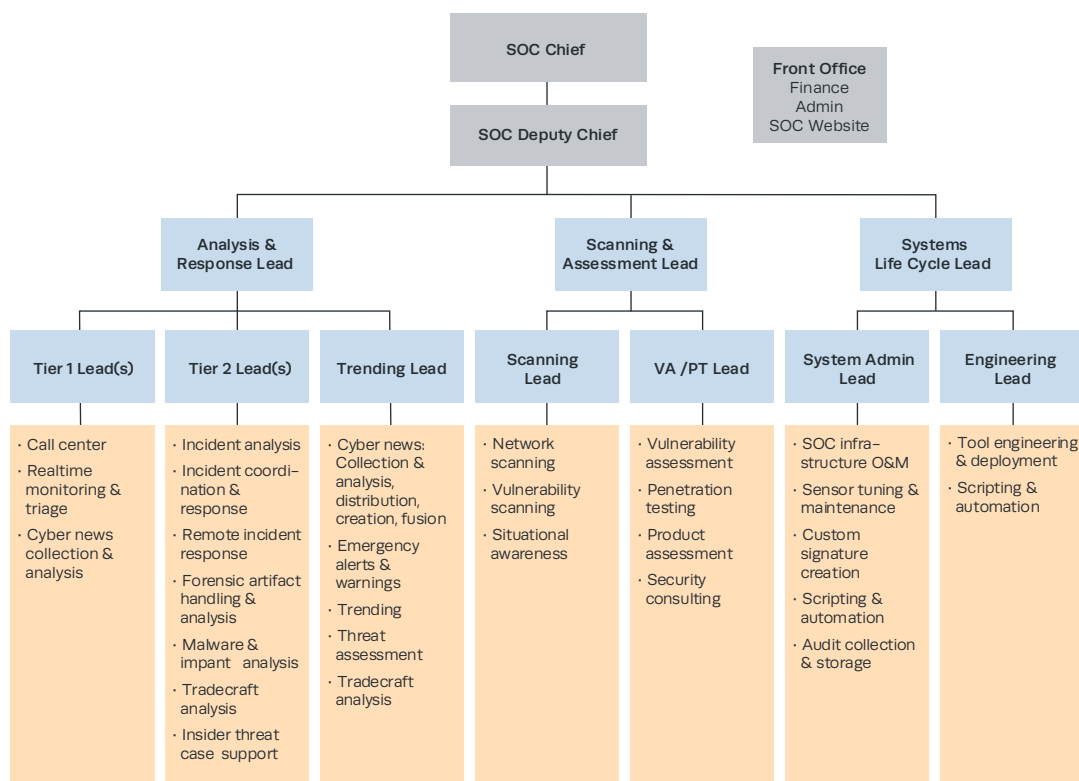 SOC Chief
Front Office
Finance
Admin
SOC Website
SOC Deputy Chief
Analysis &
Response Lead
Scanning &
Assessment Lead
Systems
Life Cycle Lead
Tier 1 Lead(s)
Tier 2 Lead(s)
Trending Lead
Scanning
Lead
VA /PT Lead
System Admin
Lead
Engineering
Lead
· Call center
· Realtime
monitoring &
triage
· Cyber news
collection &
analysis
· Incident analysis
· Incident coordi–
nation &
response
· Remote incident
response
· Forensic artifact
handling &
analysis
· Malware &
impant analysis
· Tradecraft
analysis
· Insider threat
case support
· Cyber news:
Collection &
analysis,
distribution,
creation, fusion
· Emergency
alerts &
warnings
· Trending
· Threat
assessment
· Tradecraft
analysis
· Network
scanning
· Vulnerability
scanning
· Situational
awareness
· Vulnerability
assessment
· Penetration
testing
· Product
assessment
· Security
consulting
· SOC infra–
structure O&M
· Sensor tuning &
maintenance
· Custom
signature
creation
· Scripting &
automation
· Audit collection
& storage
· Tool engineering
& deployment
· Scripting &
automation